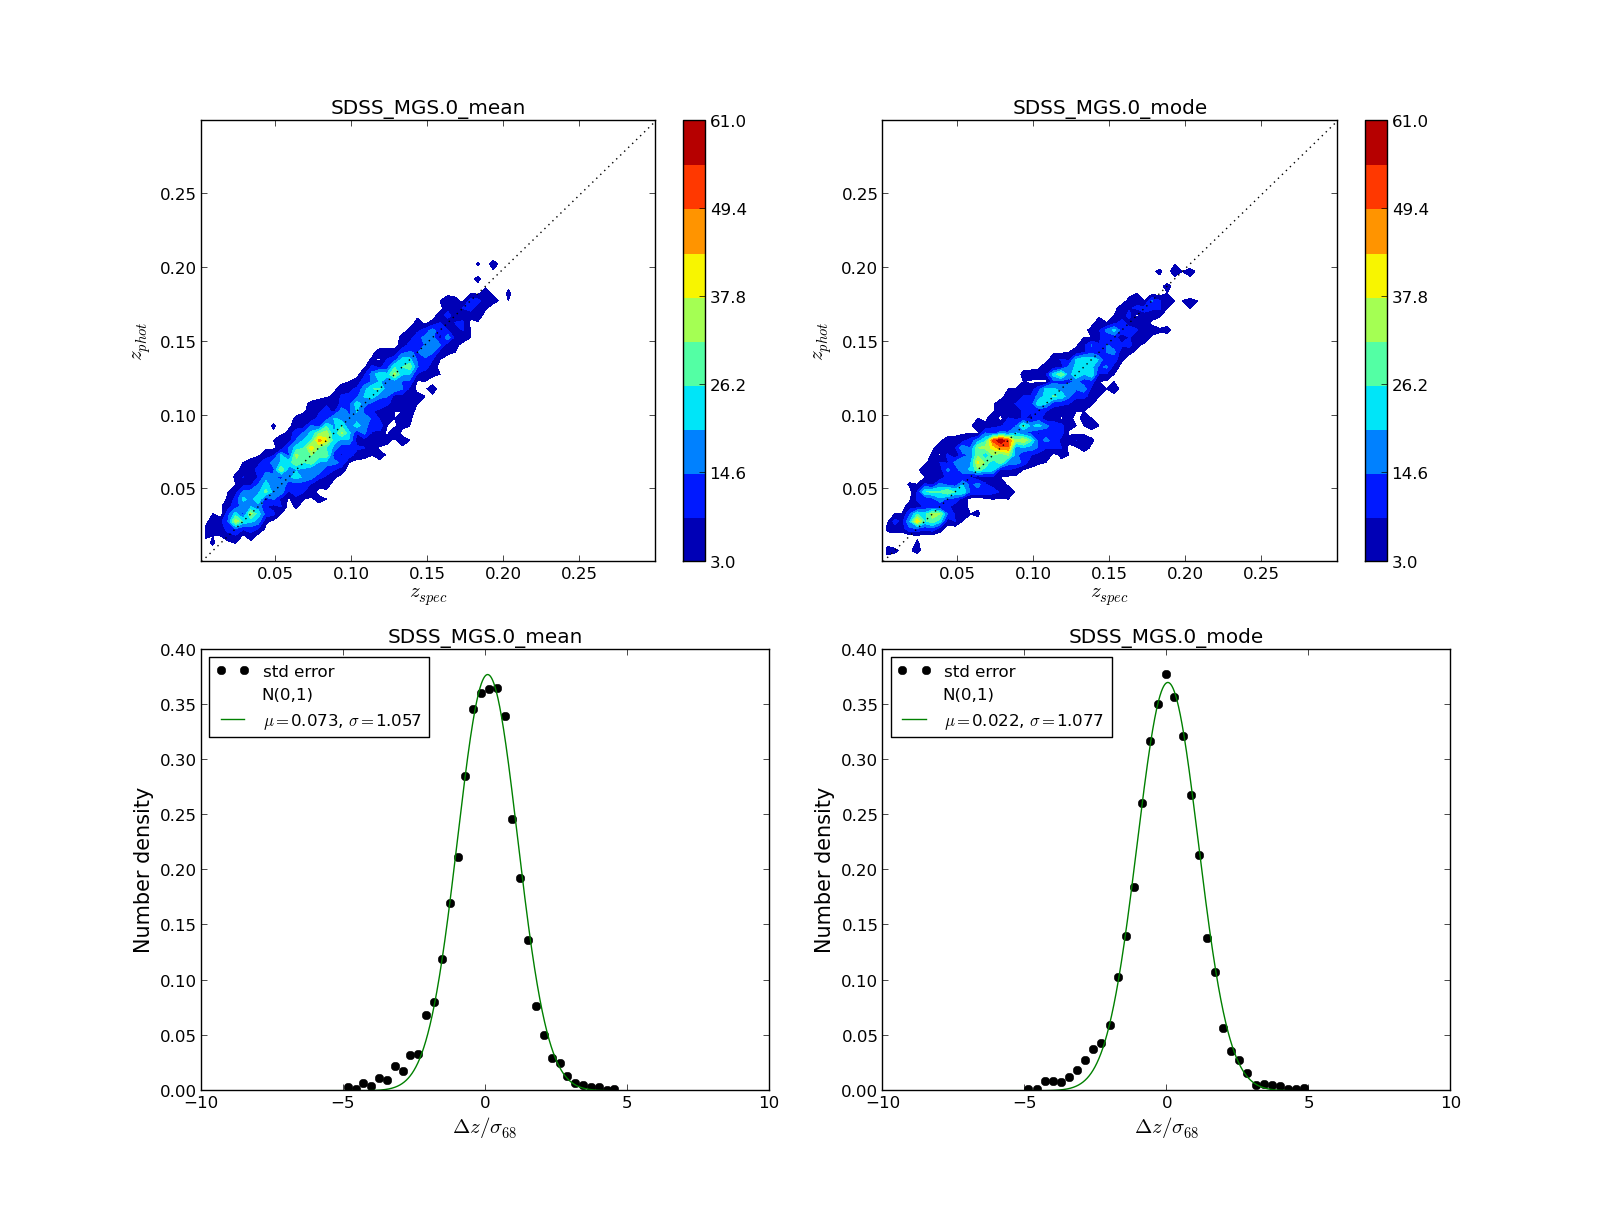 SDSS_MGS.0_mean
0.25
0.20
0.15
0.10
0.05
z_phot
0.05 0.10 0.15 0.20 0.25
z_spec
61.0
49.4
37.8
26.2
14.6
3.0
SDSS_MGS.0_mode
0.25
0.20
0.15
0.10
0.05
z_phot
0.05 0.10 0.15 0.20 0.25
z_spec
61.0
49.4
37.8
26.2
14.6
3.0
SDSS_MGS.0_mean
0.40
0.35
0.30
0.25
0.20
0.15
0.10
0.05
0.00
Number density
std error
N(0,1)
μ=0.073, σ=1.057
−10 −5 0 5 10
Δz/σ68
SDSS_MGS.0_mode
0.40
0.35
0.30
0.25
0.20
0.15
0.10
0.05
0.00
Number density
std error
N(0,1)
μ=0.022, σ=1.077
−10 −5 0 5 10
Δz/σ68